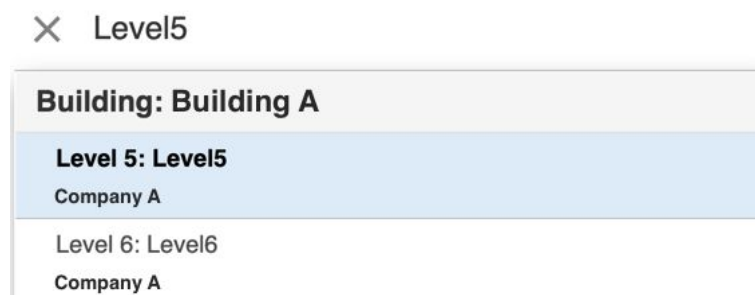 Level5
Building: Building A
Level 5: Level5
Company A
Level 6: Level6
Company A